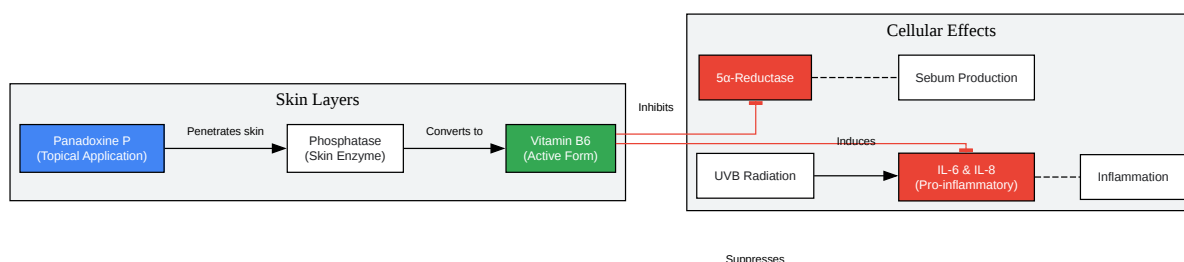 Cellular Effects
5α-Reductase
Sebum Production
Skin Layers
Inhibits
Panadoxine P
(Topical Application)
Penetrates skin
Phosphatase
(Skin Enzyme)
Converts to
Vitamin B6
(Active Form)
Induces
UVB Radiation
IL-6 & IL-8
(Pro-inflammatory)
Inflammation
Suppresses